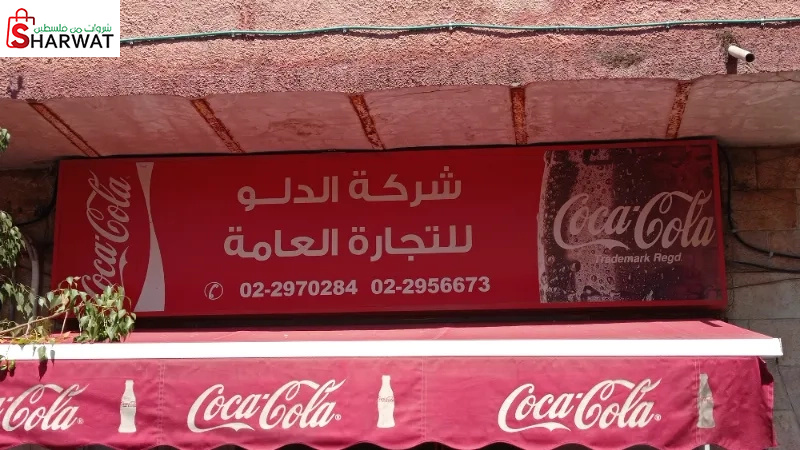 شروات من فلسطين
SHARWAT
شركة الدلو
للتجارة العامة
02-2970284 02-2956673
Coca-Cola
Coca-Cola
Trademark Regd
Coca-Cola
Coca-Cola
Coca-Cola